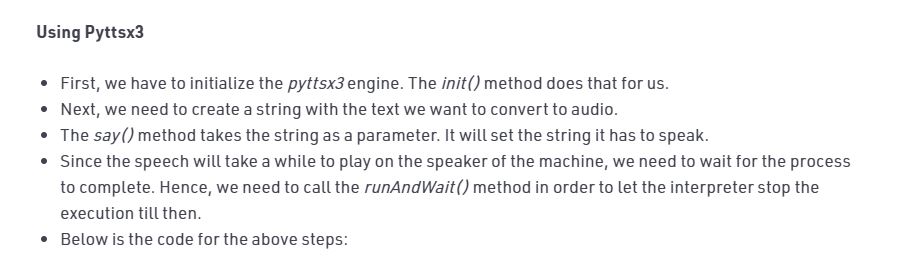 Using Pyttsx3
• First, we have to initialize the pyttsx3 engine. The init() method does that for us.
• Next, we need to create a string with the text we want to convert to audio.
• The say() method takes the string as a parameter. It will set the string it has to speak.
• Since the speech will take a while to play on the speaker of the machine, we need to wait for the process
to complete. Hence, we need to call the runAndWait() method in order to let the interpreter stop the
execution till then.
• Below is the code for the above steps: